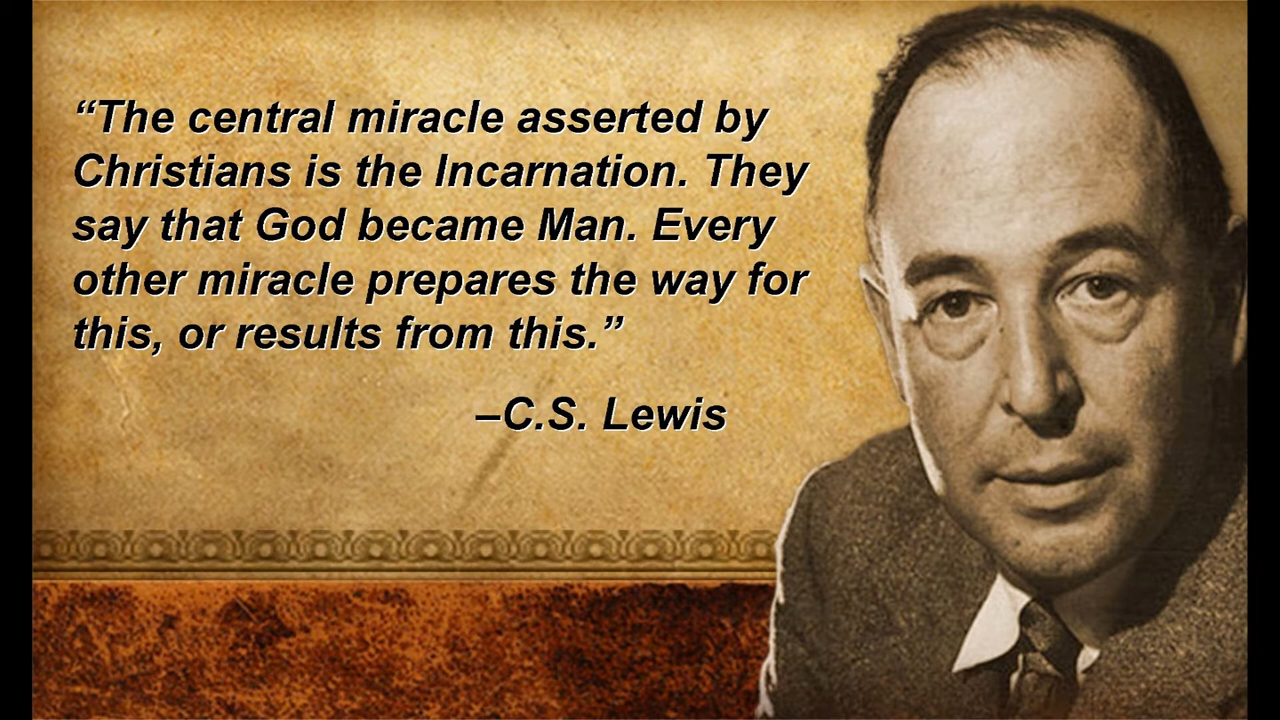 “The central miracle asserted by
Christians is the Incarnation. They
say that God became Man. Every
other miracle prepares the way for
this, or results from this.”
–C.S. Lewis